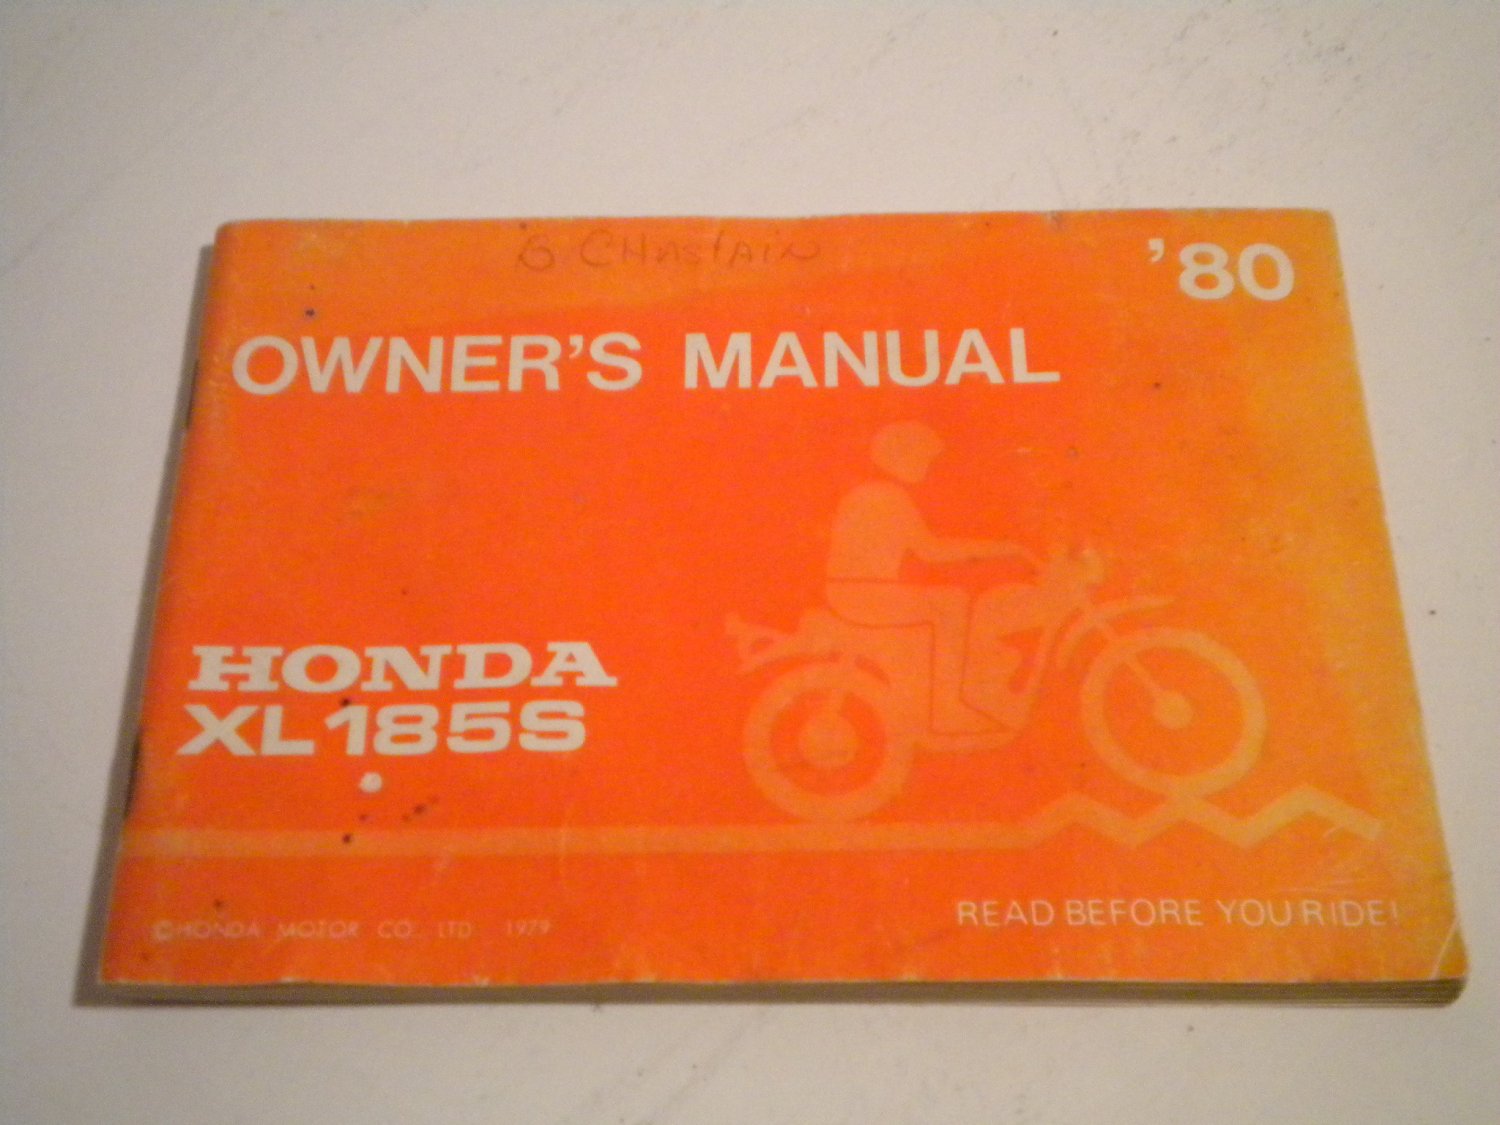 G CHASTAIN
'80
OWNER'S MANUAL
HONDA
XL185S
READ BEFORE YOU RIDE!
©HONDA MOTOR CO. LTD. 1979